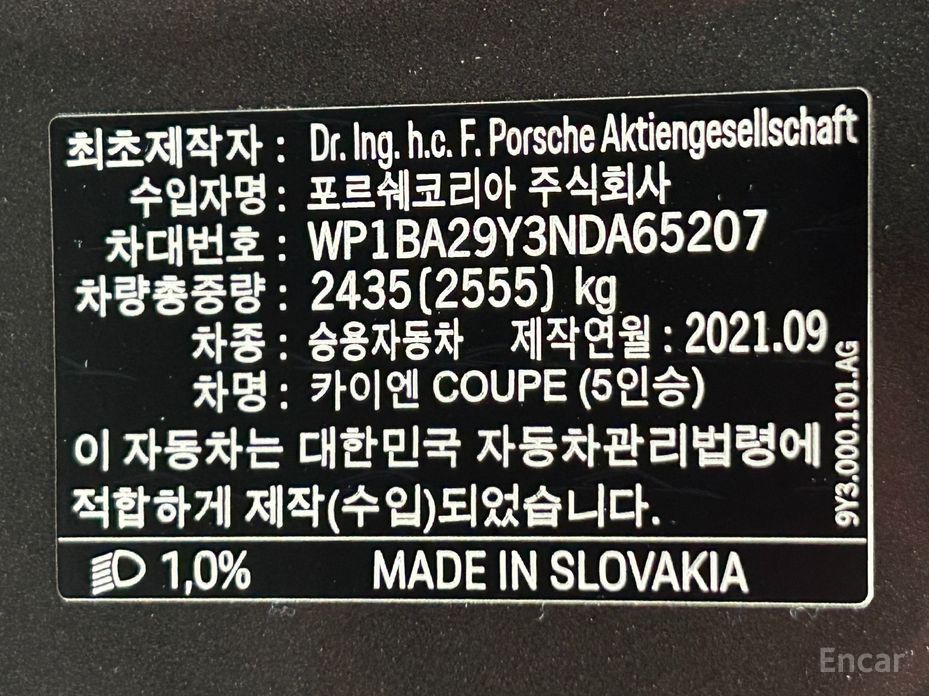 최초제작자 : Dr. Ing. h.c. F. Porsche Aktiengesellschaft
수입자명 : 포르쉐코리아 주식회사
차대번호 : WP1BA29Y3NDA65207
차량총중량 : 2435(2555) kg
차종 : 승용자동차 제작연월 : 2021.09
차명 : 카이엔 COUPE (5인승)
이 자동차는 대한민국 자동차관리법령에
적합하게 제작(수입)되었습니다.
9Y3.000.101.AG
1,0% MADE IN SLOVAKIA
Encar